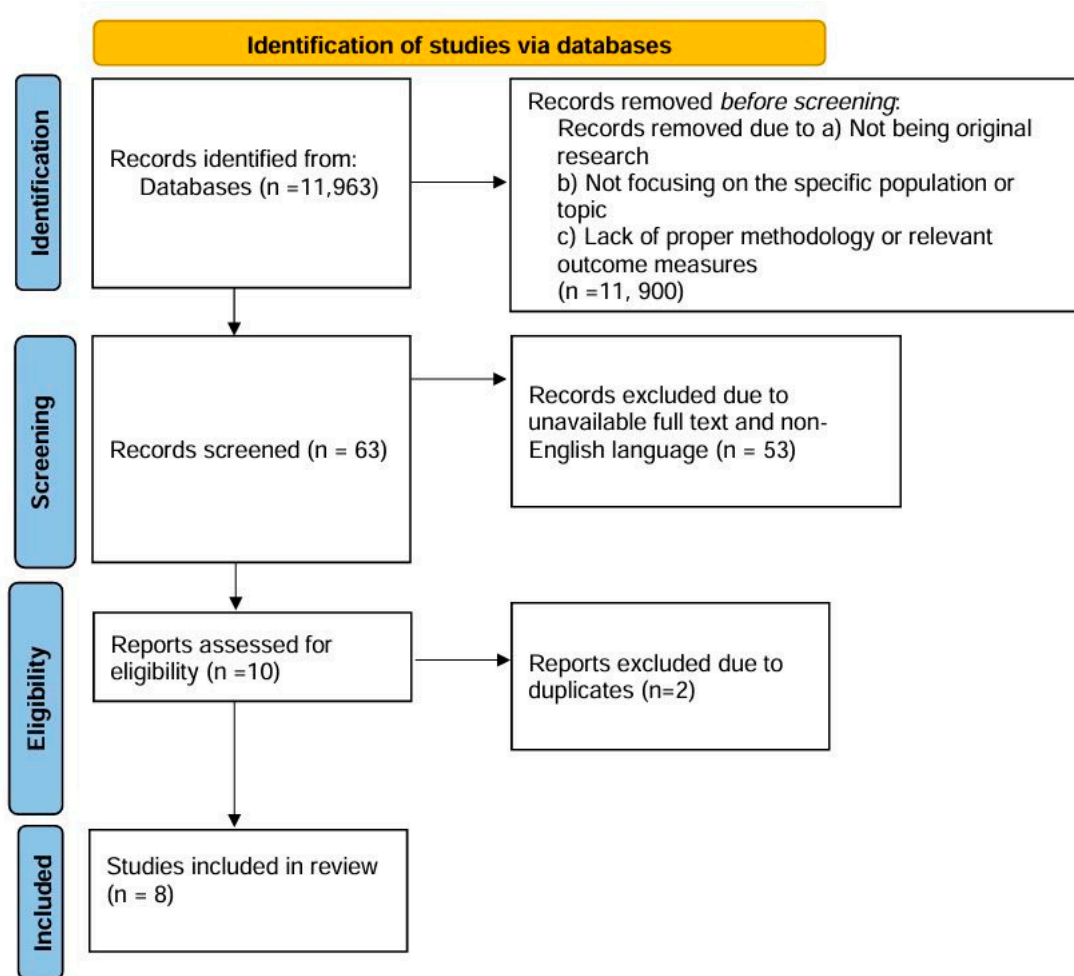 Identification of studies via databases
Identification
Records identified from:
Databases (n =11,963)
Records removed before screening:
Records removed due to a) Not being original
research
b) Not focusing on the specific population or
topic
c) Lack of proper methodology or relevant
outcome measures
(n =11, 900)
Screening
Records screened (n = 63)
Records excluded due to
unavailable full text and non-
English language (n = 53)
Eligibility
Reports assessed for
eligibility (n =10)
Reports excluded due to
duplicates (n=2)
Included
Studies included in review
(n = 8)